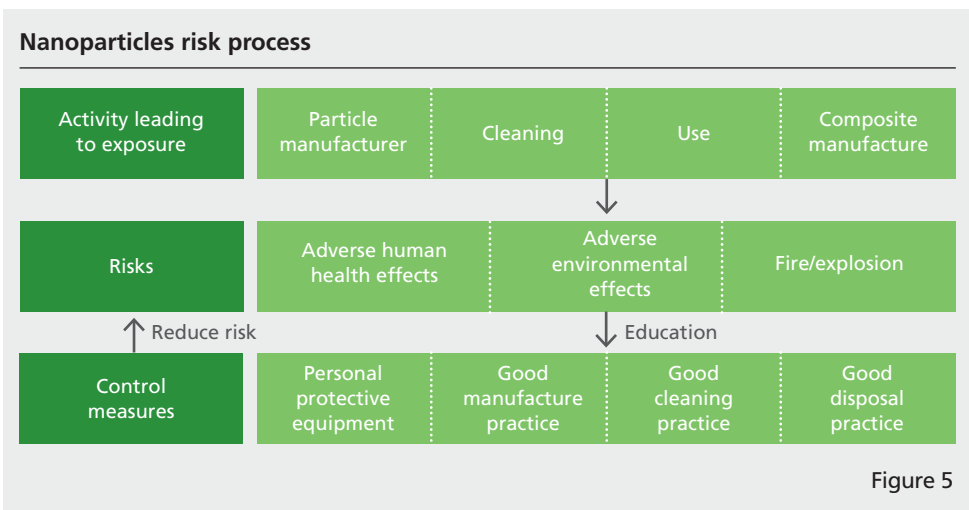 Nanoparticles risk process
Activity leading
to exposure
Particle
manufacturer
Cleaning
Use
Composite
manufacture
Risks
Adverse human
health effects
Adverse
environmental
effects
Fire/explosion
Reduce risk
Education
Control
measures
Personal
protective
equipment
Good
manufacture
practice
Good
cleaning
practice
Good
disposal
practice
Figure 5